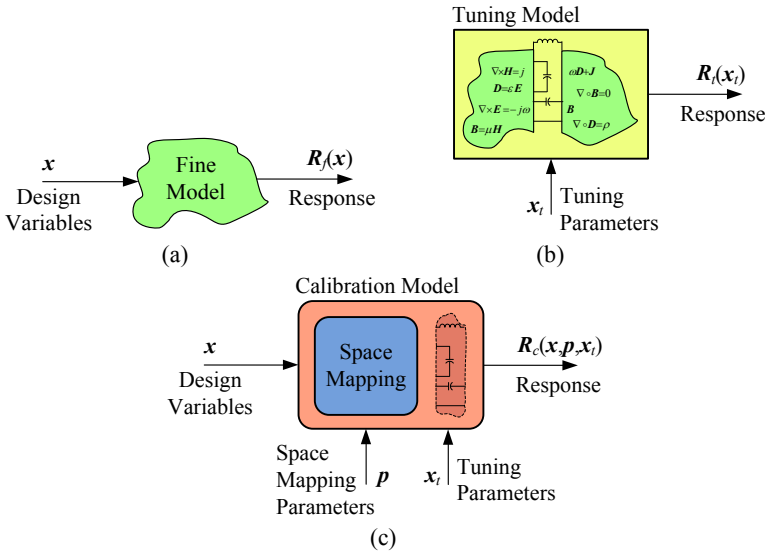 Tuning Model
∇×H=j
D=εE
∇×E=−jω
B=μH
ωD+J
∇∘B=0
B
∇∘D=ρ
R_t(x_t)
Response
x_t
Tuning
Parameters
(b)
x
Design
Variables
Fine
Model
R_f(x)
Response
(a)
Calibration Model
x
Design
Variables
Space
Mapping
R_c(x,p,x_t)
Response
Space
Mapping
Parameters
p
x_t
Tuning
Parameters
(c)